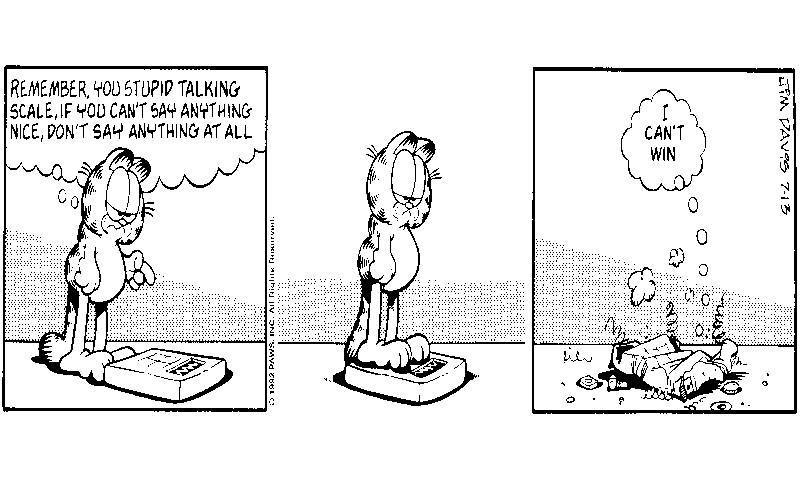 REMEMBER, YOU STUPID TALKING
SCALE, IF YOU CAN'T SAY ANYTHING
NICE, DON'T SAY ANYTHING AT ALL
© 1992 PAWS, INC. All Rights Reserved.
I
CAN'T
WIN
JIM DAVIS 7-13